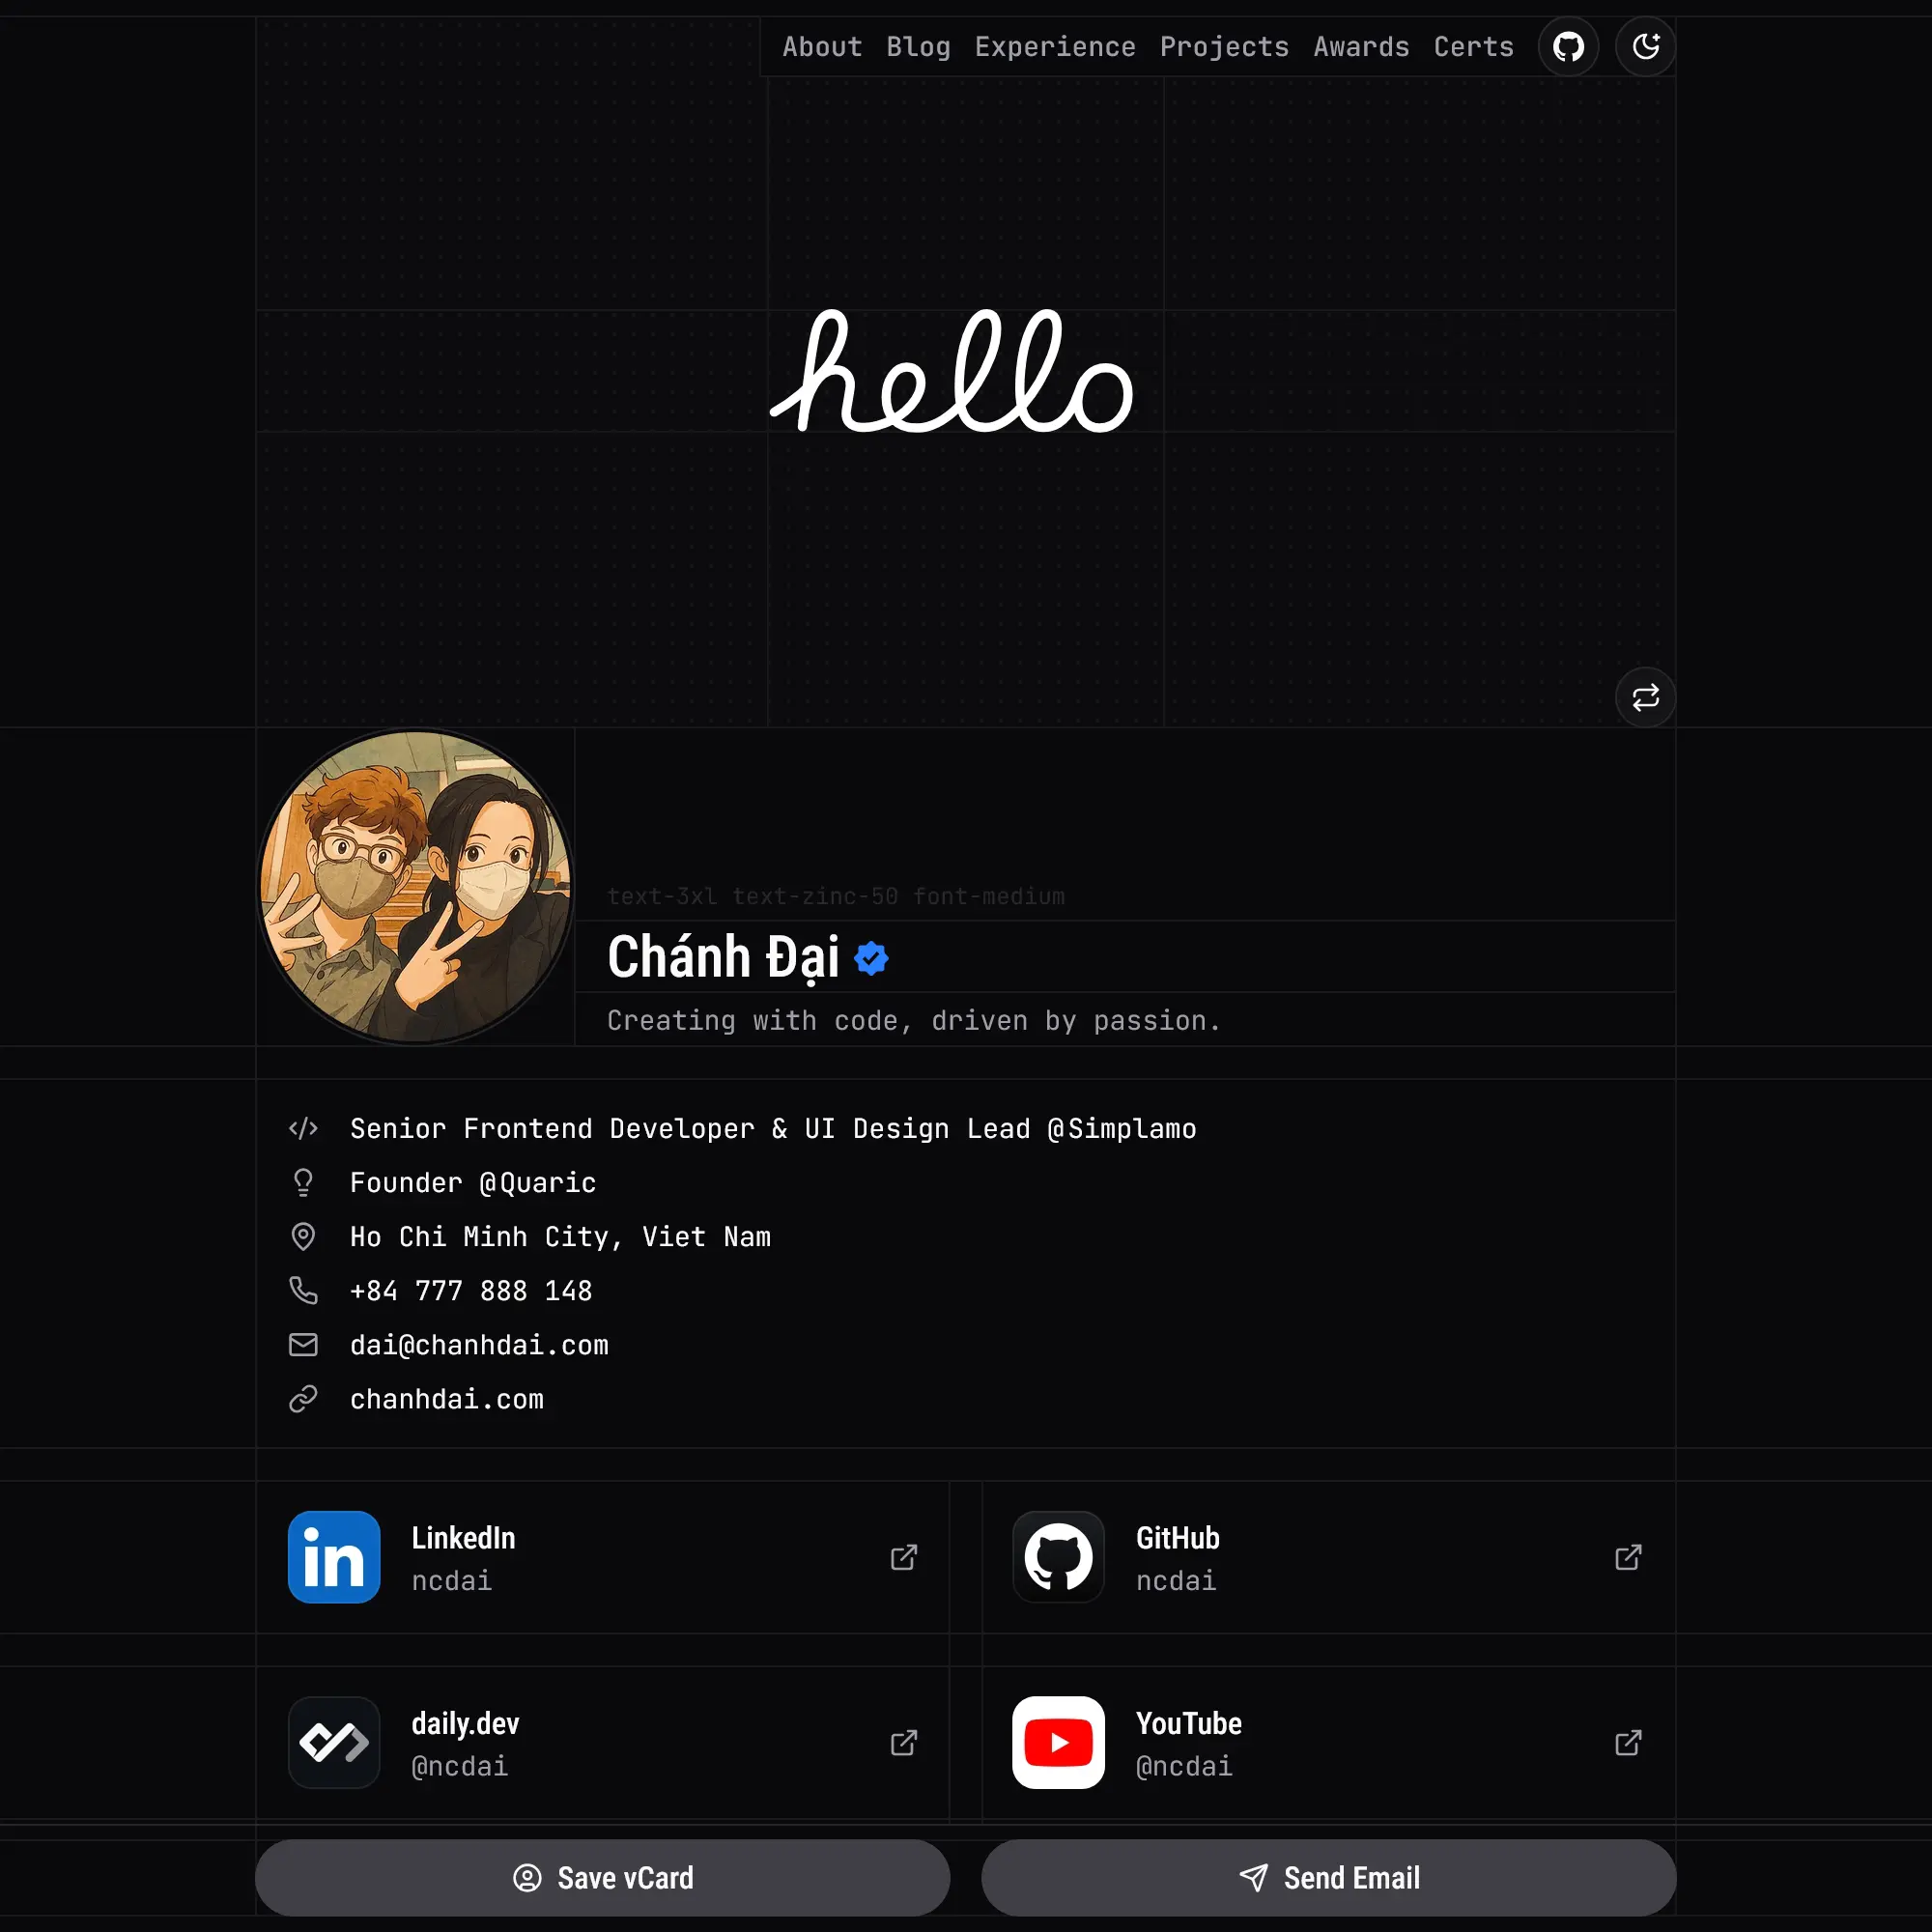 About Blog Experience Projects Awards Certs
hello
text-3xl text-zinc-50 font-medium
Chánh Đại
Creating with code, driven by passion.
Senior Frontend Developer & UI Design Lead @Simplamo
Founder @Quaric
Ho Chi Minh City, Viet Nam
+84 777 888 148
dai@chanhdai.com
chanhdai.com
in
LinkedIn
ncdai
GitHub
ncdai
daily.dev
@ncdai
YouTube
@ncdai
Save vCard
Send Email